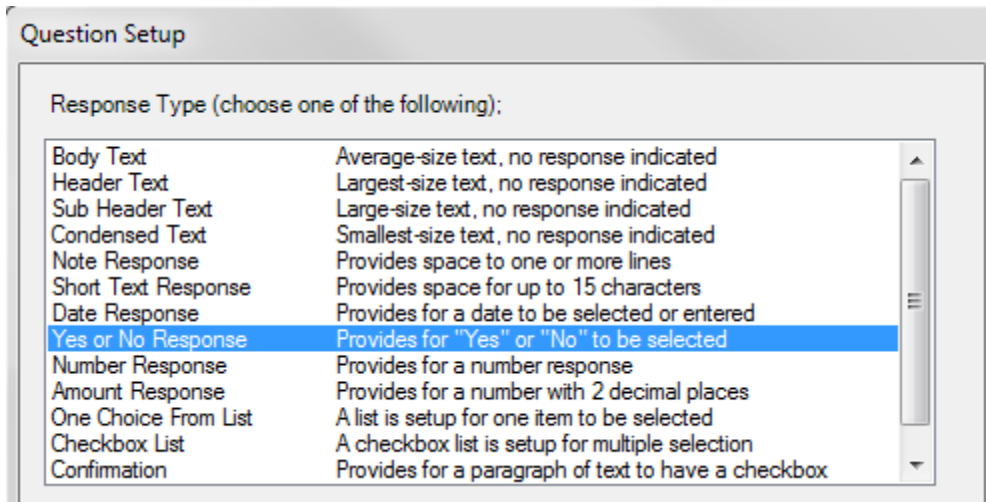 Question Setup
Response Type (choose one of the following);
Body Text Average-size text, no response indicated
Header Text Largest-size text, no response indicated
Sub Header Text Large-size text, no response indicated
Condensed Text Smallest-size text, no response indicated
Note Response Provides space to one or more lines
Short Text Response Provides space for up to 15 characters
Date Response Provides for a date to be selected or entered
Yes or No Response Provides for "Yes" or "No" to be selected
Number Response Provides for a number response
Amount Response Provides for a number with 2 decimal places
One Choice From List A list is setup for one item to be selected
Checkbox List A checkbox list is setup for multiple selection
Confirmation Provides for a paragraph of text to have a checkbox